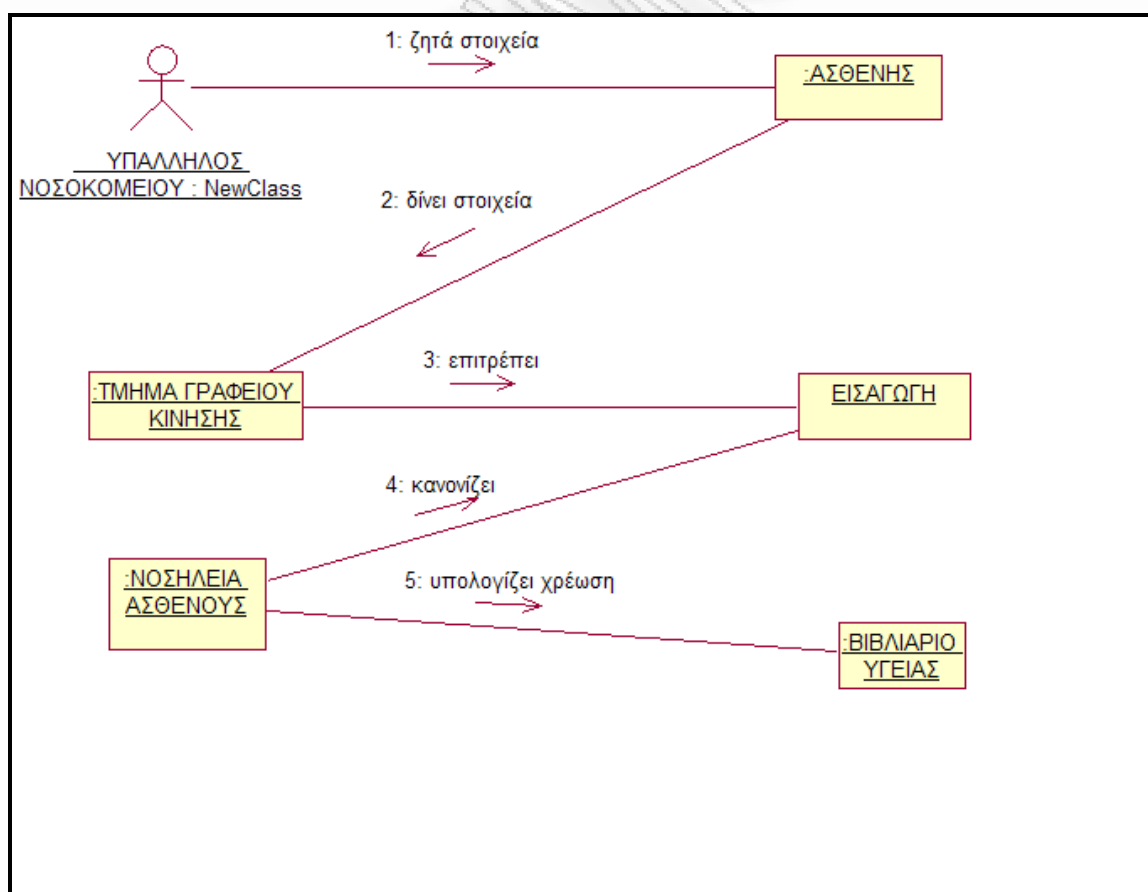 1: ζητά στοιχεία
:ΑΣΘΕΝΗΣ
ΥΠΑΛΛΗΛΟΣ
ΝΟΣΟΚΟΜΕΙΟΥ : NewClass
2: δίνει στοιχεία
3: επιτρέπει
:ΤΜΗΜΑ ΓΡΑΦΕΙΟΥ
ΚΙΝΗΣΗΣ
ΕΙΣΑΓΩΓΗ
4: κανονίζει
:ΝΟΣΗΛΕΙΑ
ΑΣΘΕΝΟΥΣ
5: υπολογίζει χρέωση
:ΒΙΒΛΙΑΡΙΟ
ΥΓΕΙΑΣ